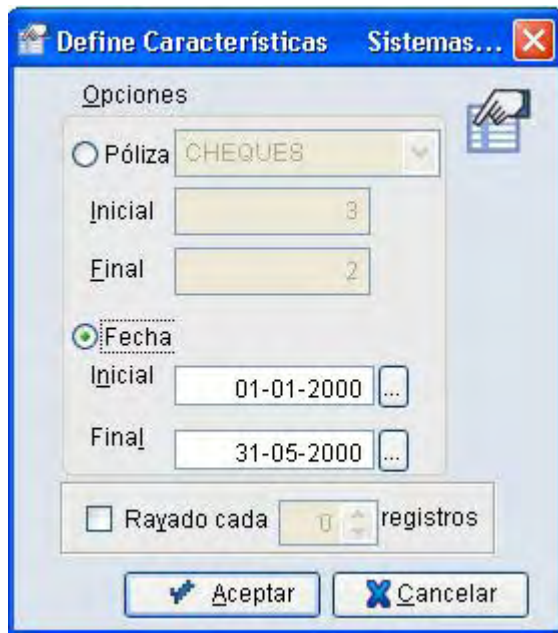 Define Características Sistemas...
Opciones
Póliza CHEQUES
Inicial 3
Final 2
Fecha
Inicial 01-01-2000 ...
Final 31-05-2000 ...
Rayado cada 0 registros
Aceptar Cancelar